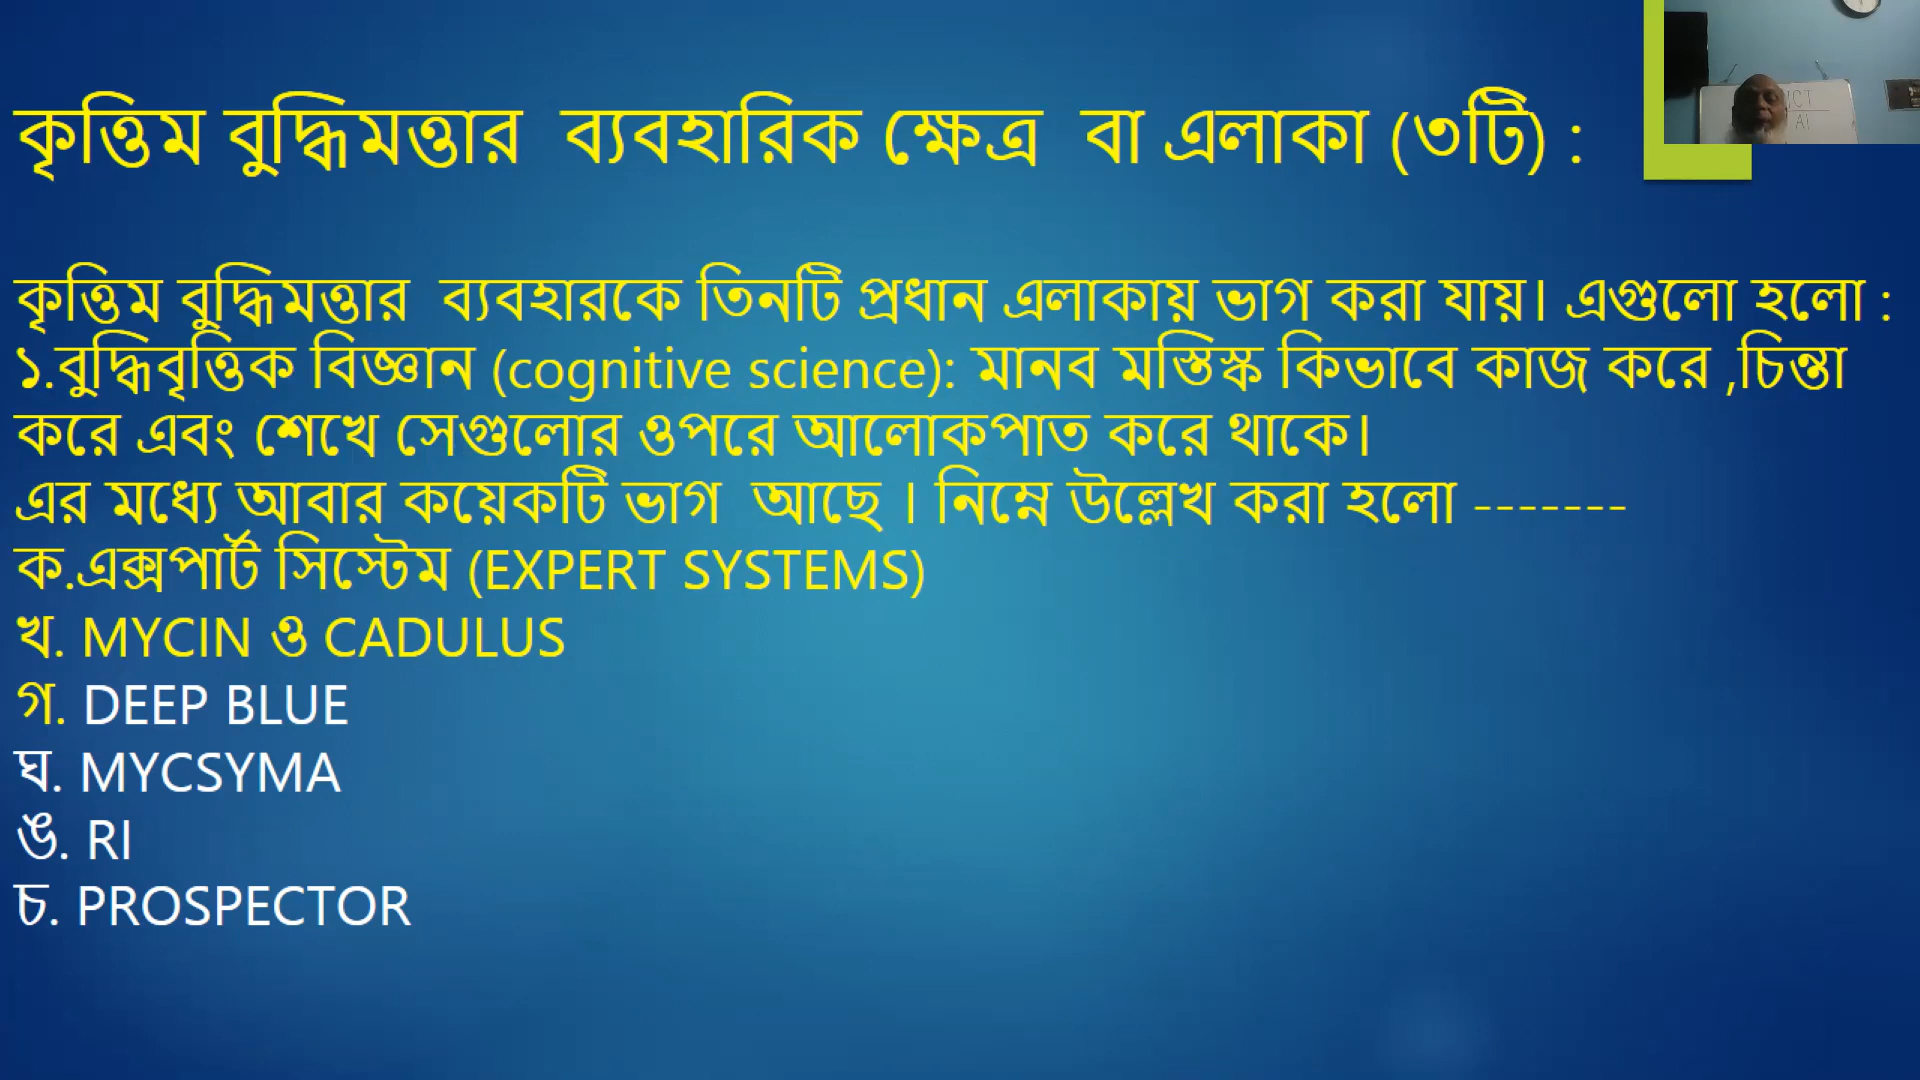 কৃত্তিম বুদ্ধিমত্তার ব্যবহারিক ক্ষেত্র বা এলাকা (৩টি) :
কৃত্তিম বুদ্ধিমত্তার ব্যবহারকে তিনটি প্রধান এলাকায় ভাগ করা যায়। এগুলো হলো :
১.বুদ্ধিবৃত্তিক বিজ্ঞান (cognitive science): মানব মস্তিস্ক কিভাবে কাজ করে ,চিন্তা
করে এবং শেখে সেগুলোর ওপরে আলোকপাত করে থাকে।
এর মধ্যে আবার কয়েকটি ভাগ আছে । নিম্নে উল্লেখ করা হলো -------
ক.এক্সপার্ট সিস্টেম (EXPERT SYSTEMS)
খ. MYCIN ও CADULUS
গ. DEEP BLUE
ঘ. MYCSYMA
ঙ. RI
চ. PROSPECTOR
ICT
AI